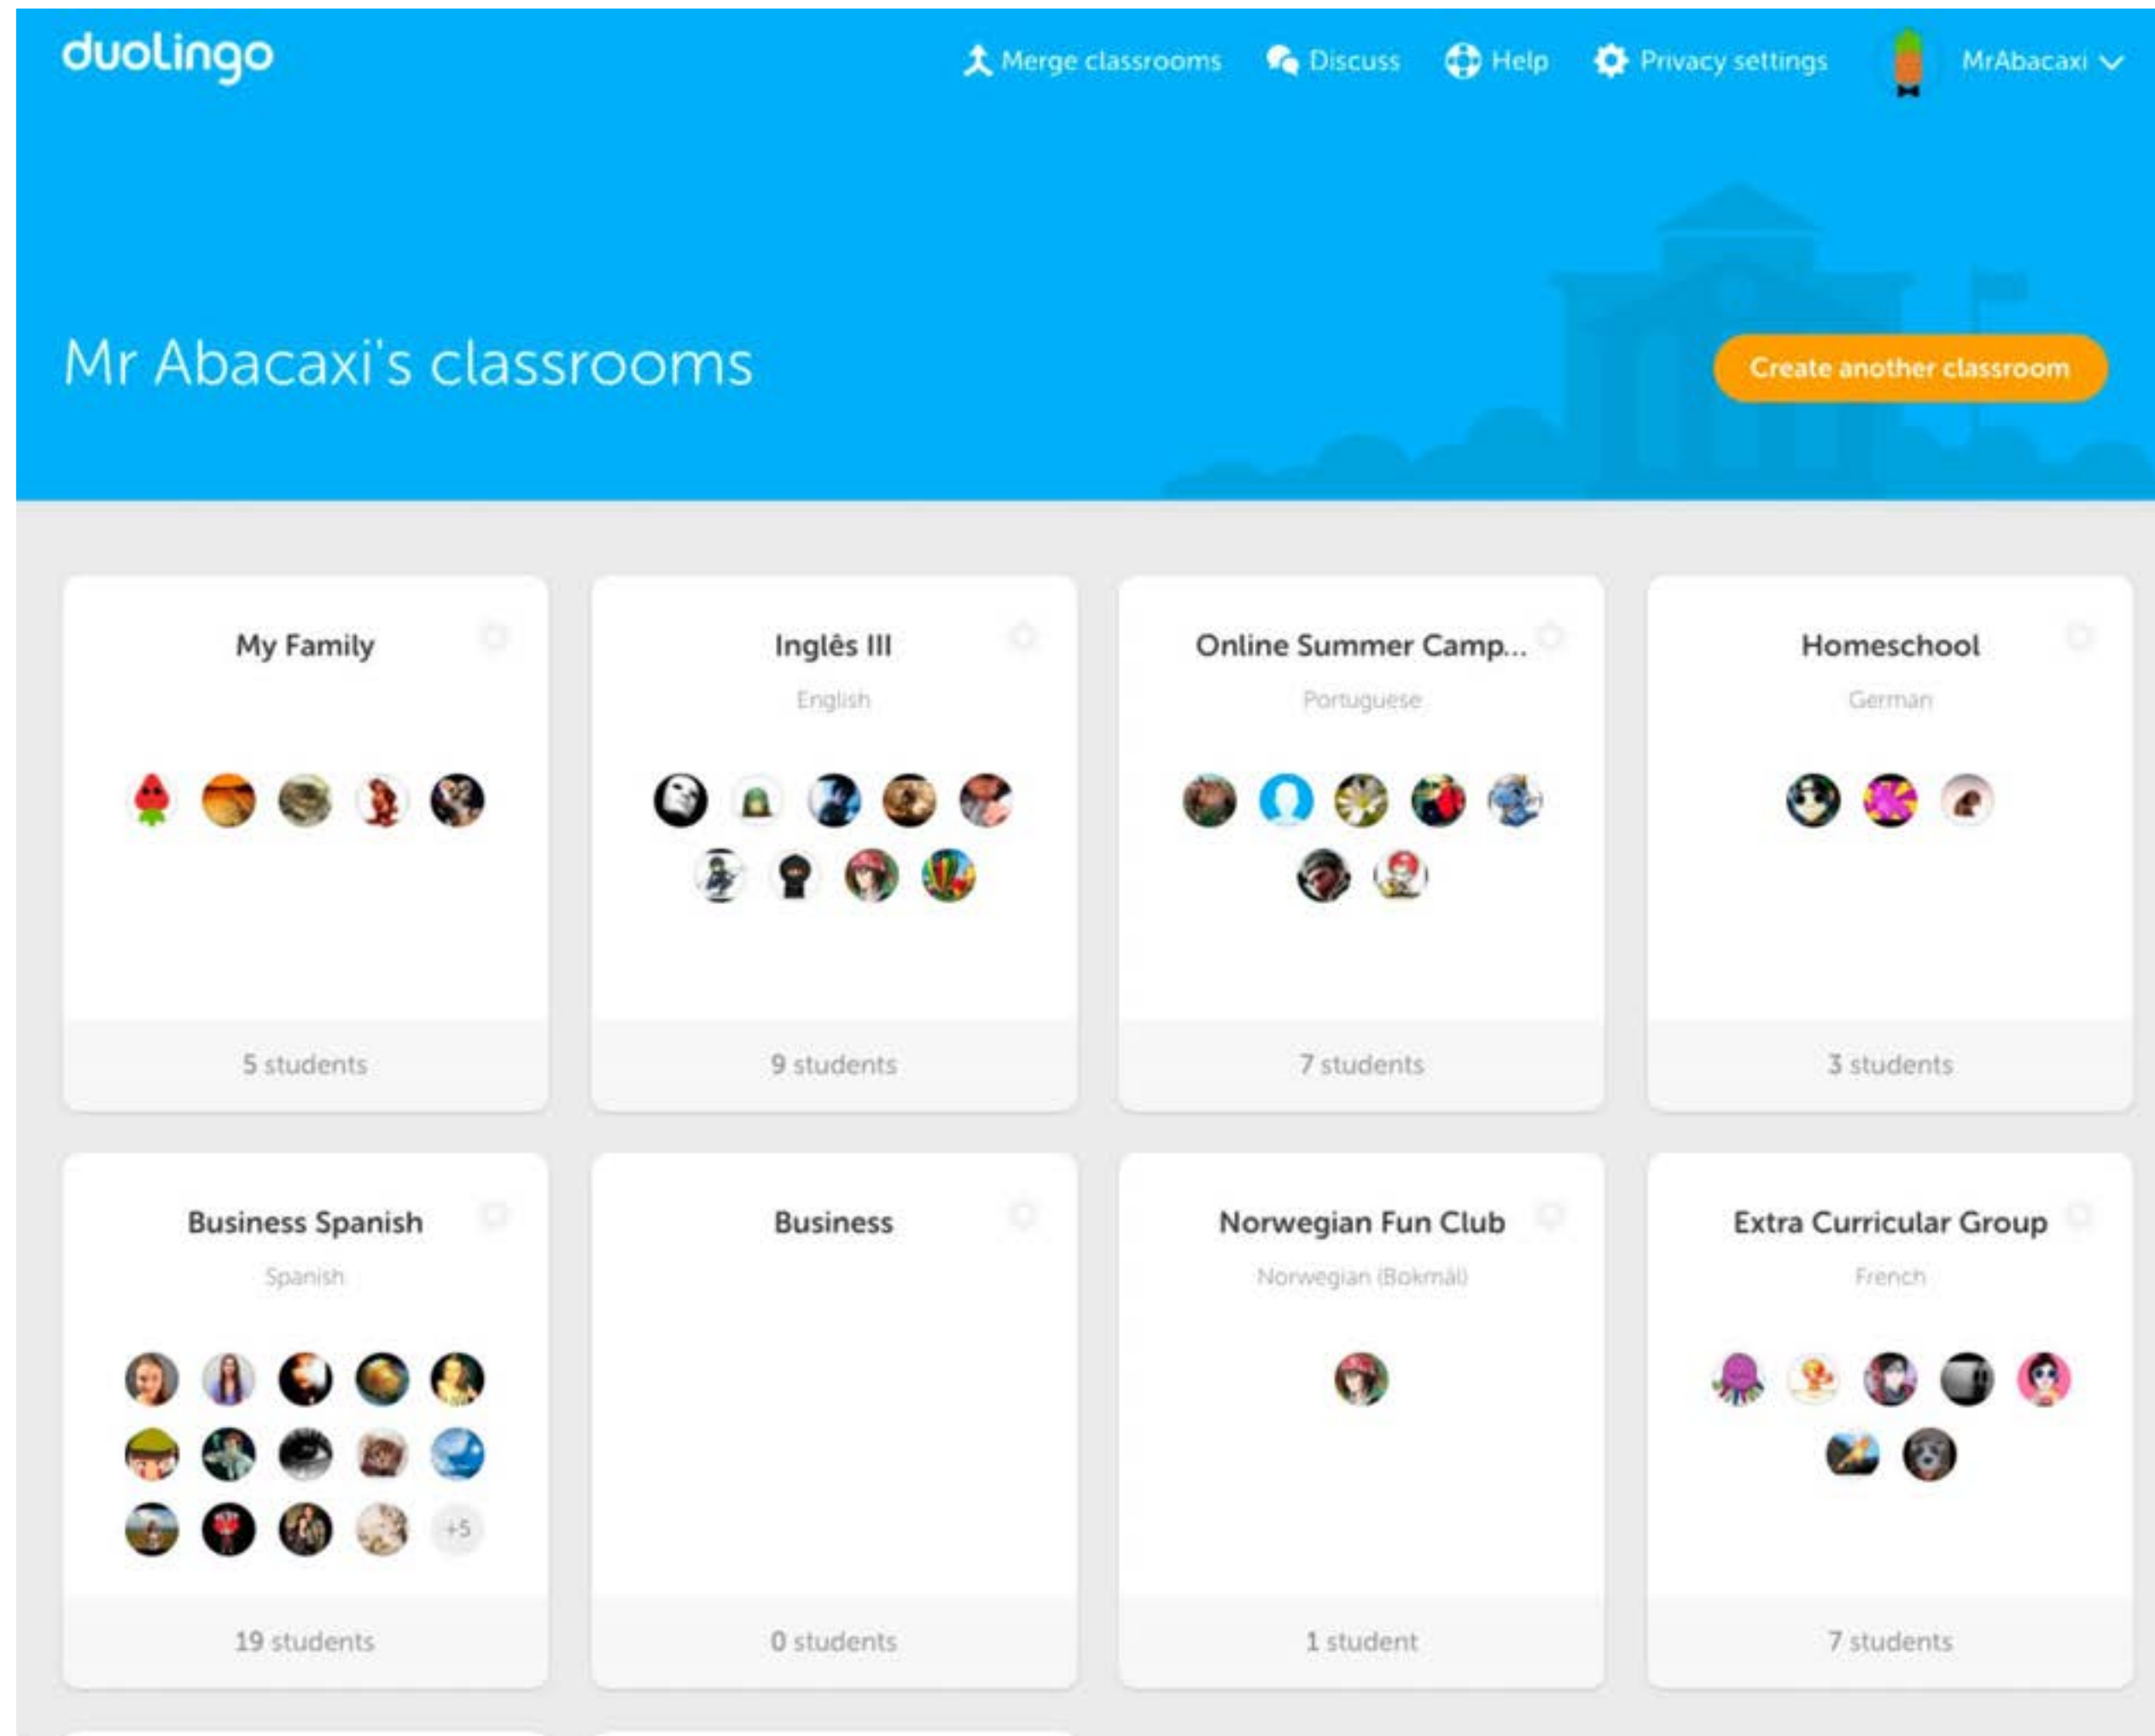 duolingo
Merge classrooms
Discuss
Help
Privacy settings
MrAbacaxi
Mr Abacaxi's classrooms
Create another classroom
My Family
5 students
Inglês III
English
9 students
Online Summer Camp...
Portuguese
7 students
Homeschool
German
3 students
Business Spanish
Spanish
+5
19 students
Business
0 students
Norwegian Fun Club
Norwegian (Bokmål)
1 student
Extra Curricular Group
French
7 students